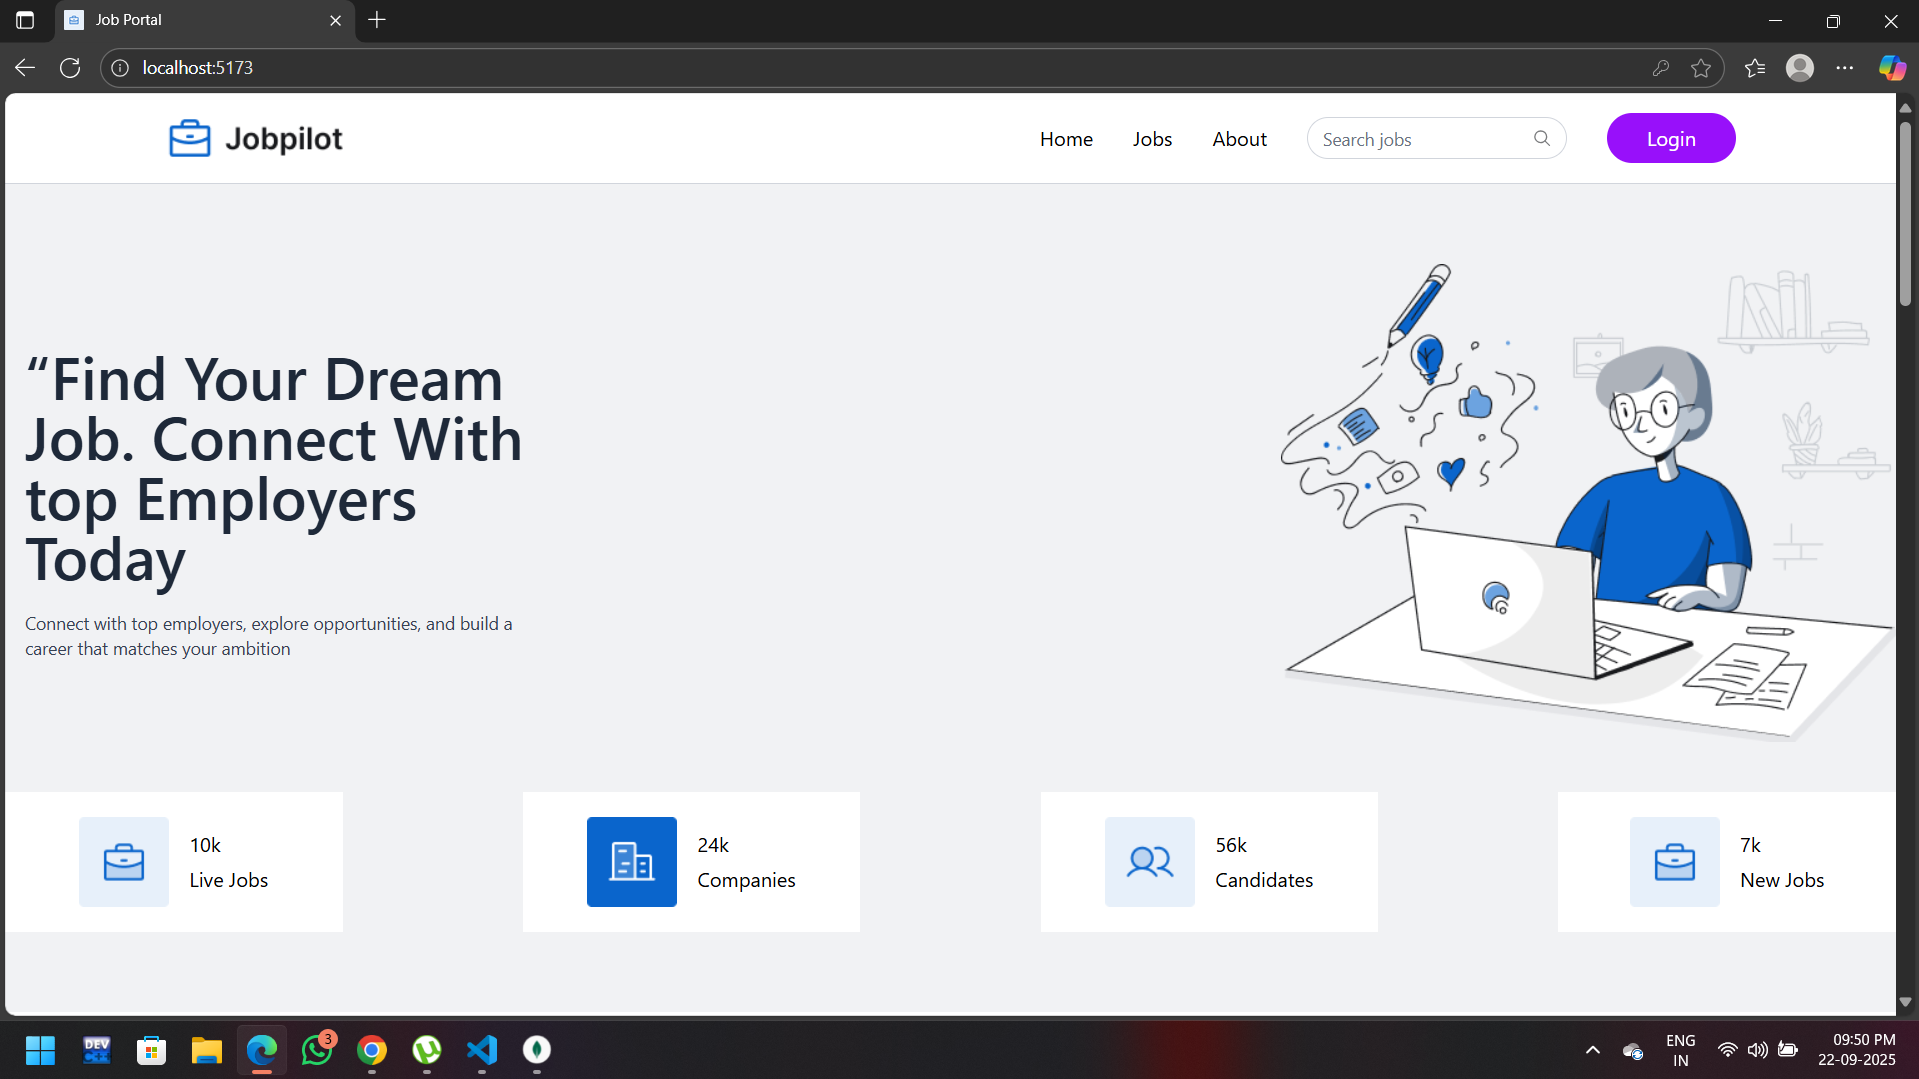 Job Portal
localhost:5173
Jobpilot
Home
Jobs
About
Search jobs
Login
“Find Your Dream
Job. Connect With
top Employers
Today
Connect with top employers, explore opportunities, and build a
career that matches your ambition
10k
Live Jobs
24k
Companies
56k
Candidates
7k
New Jobs
DEV
C++
3
ENG
IN
09:50 PM
22-09-2025